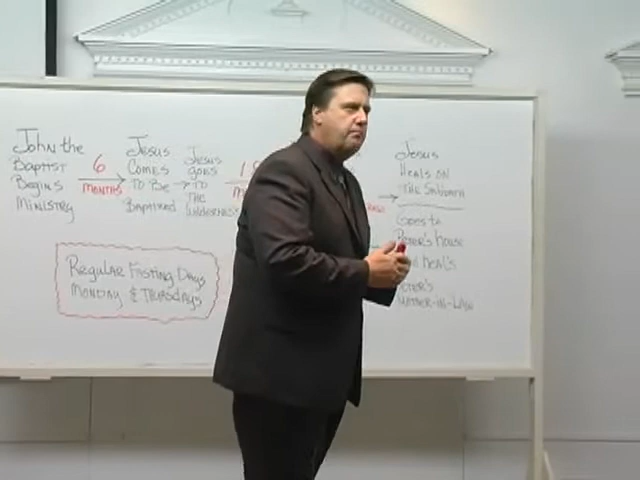 John the
Baptist
Begins
Ministry
6
MONTHS
Jesus
Comes
To Be
Baptized
Jesus
goes
To
The
Wilderness
Jesus
Heals on
The Sabbath
Goes to
Peter's house
Heals
Mother-in-Law
Regular Fasting Days
Monday & Thursdays